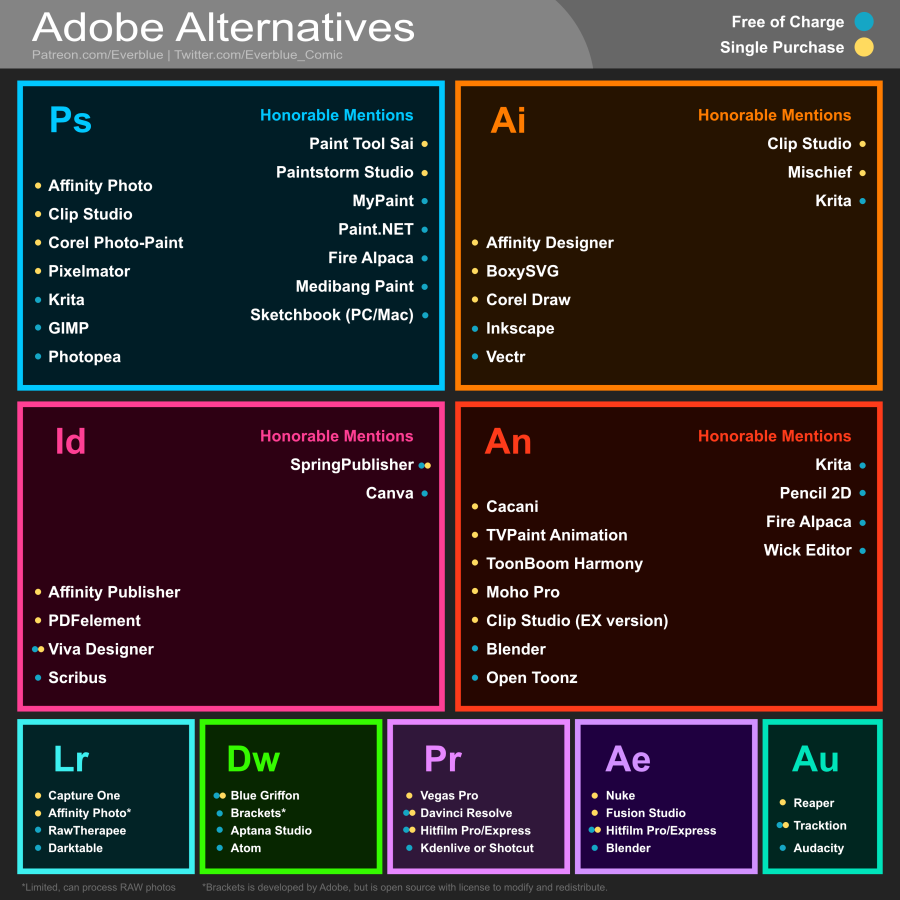 Adobe Alternatives
Patreon.com/Everblue | Twitter.com/Everblue_Comic
Free of Charge
Single Purchase
Ps
Honorable Mentions
Paint Tool Sai
Paintstorm Studio
MyPaint
Paint.NET
Fire Alpaca
Medibang Paint
Sketchbook (PC/Mac)
Affinity Photo
Clip Studio
Corel Photo-Paint
Pixelmator
Krita
GIMP
Photopea
Ai
Honorable Mentions
Clip Studio
Mischief
Krita
Affinity Designer
BoxySVG
Corel Draw
Inkscape
Vectr
Id
Honorable Mentions
SpringPublisher
Canva
Affinity Publisher
PDFelement
Viva Designer
Scribus
An
Honorable Mentions
Krita
Pencil 2D
Fire Alpaca
Wick Editor
Cacani
TVPaint Animation
ToonBoom Harmony
Moho Pro
Clip Studio (EX version)
Blender
Open Toonz
Lr
Capture One
Affinity Photo*
RawTherapee
Darktable
Dw
Blue Griffon
Brackets*
Aptana Studio
Atom
Pr
Vegas Pro
Davinci Resolve
Hitfilm Pro/Express
Kdenlive or Shotcut
Ae
Nuke
Fusion Studio
Hitfilm Pro/Express
Blender
Au
Reaper
Tracktion
Audacity
*Limited, can process RAW photos
*Brackets is developed by Adobe, but is open source with license to modify and redistribute.